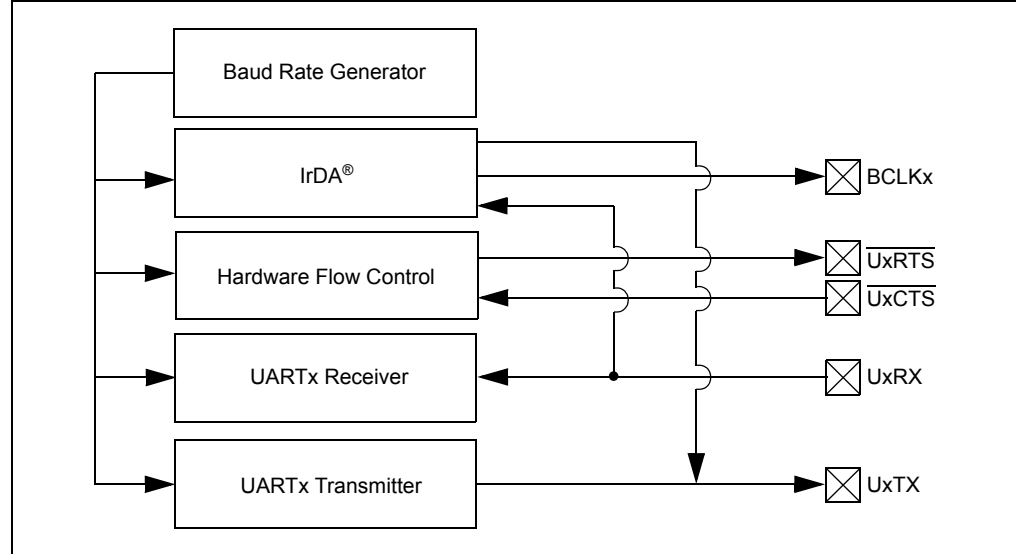 Baud Rate Generator
IrDA®
BCLKx
Hardware Flow Control
UxRTS
UxCTS
UARTx Receiver
UxRX
UARTx Transmitter
UxTX